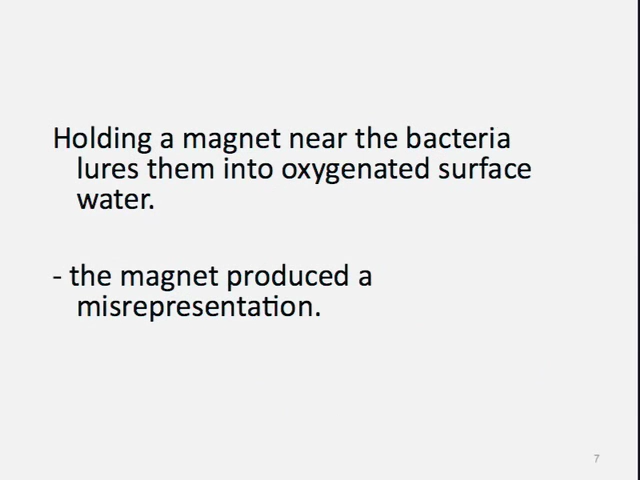 Holding a magnet near the bacteria
lures them into oxygenated surface
water.
- the magnet produced a
misrepresentation.
7